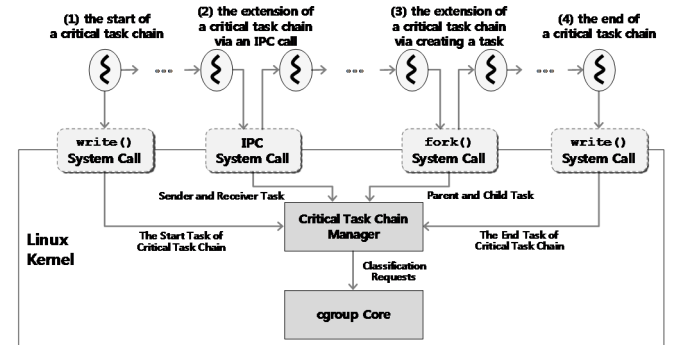 (1) the start of
a critical task chain
(2) the extension of
a critical task chain
via an IPC call
(3) the extension of
a critical task chain
via creating a task
(4) the end of
a critical task chain
write()
System Call
IPC
System Call
fork()
System Call
write()
System Call
Sender and Receiver Task
Parent and Child Task
Linux
Kernel
The Start Task of
Critical Task Chain
Critical Task Chain
Manager
The End Task of
Critical Task Chain
Classification
Requests
cgroup Core